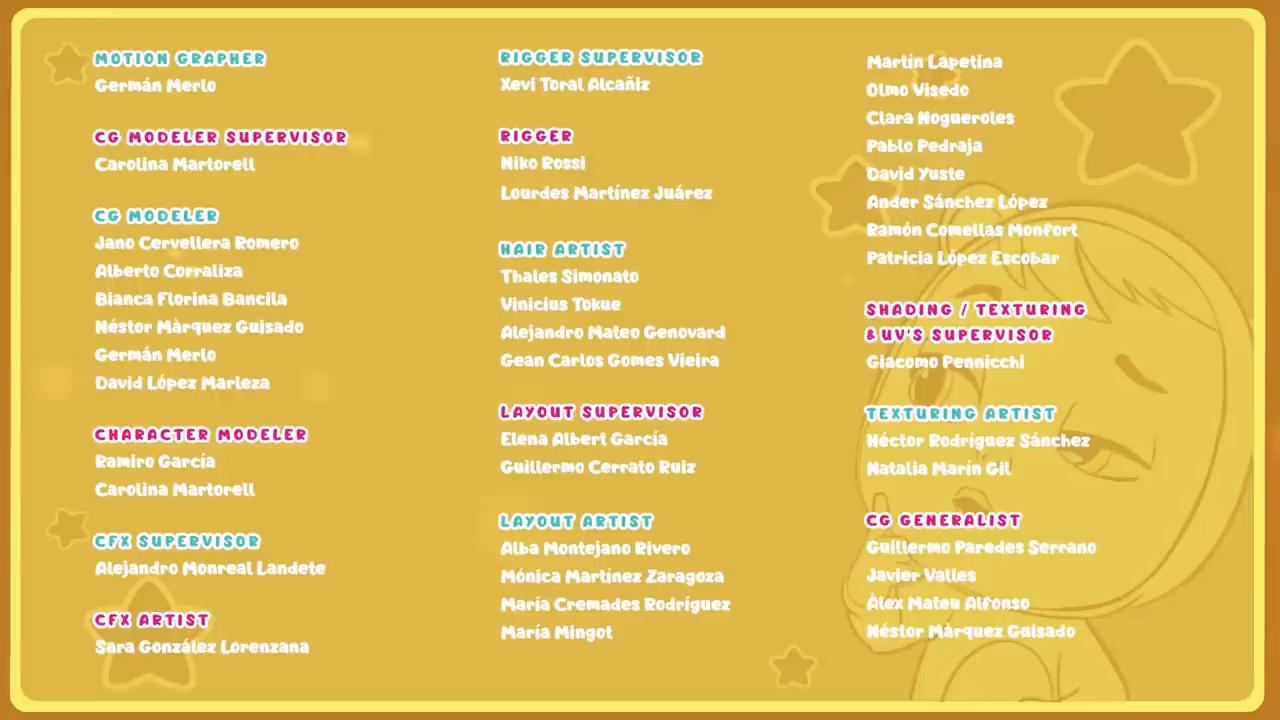 MOTION GRAPHER
Germán Merlo
CG MODELER SUPERVISOR
Carolina Martorell
CG MODELER
Jano Cervellera Romero
Alberto Corraliza
Bianca Florina Bancila
Néstor Màrquez Guisado
Germán Merlo
David López Marleza
CHARACTER MODELER
Ramiro García
Carolina Martorell
CFX SUPERVISOR
Alejandro Monreal Landete
CFX ARTIST
Sara González Lorenzana
RIGGER SUPERVISOR
Xevi Toral Alcañiz
RIGGER
Niko Rossi
Lourdes Martínez Juárez
HAIR ARTIST
Thales Simonato
Vinicius Tokue
Alejandro Mateo Genovard
Gean Carlos Gomes Vieira
LAYOUT SUPERVISOR
Elena Albert García
Guillermo Cerrato Ruiz
LAYOUT ARTIST
Alba Montejano Rivero
Mónica Martínez Zaragoza
María Cremades Rodríguez
María Mingot
Martín Lapetina
Olmo Visedo
Clara Nogueroles
Pablo Pedraja
David Yuste
Ander Sánchez López
Ramón Comellas Monfort
Patricia López Escobar
SHADING / TEXTURING
& UV'S SUPERVISOR
Giacomo Pennicchi
TEXTURING ARTIST
Héctor Rodríguez Sánchez
Natalia Marín Gil
CG GENERALIST
Guillermo Paredes Serrano
Javier Valles
Àlex Mateu Alfonso
Néstor Màrquez Guisado